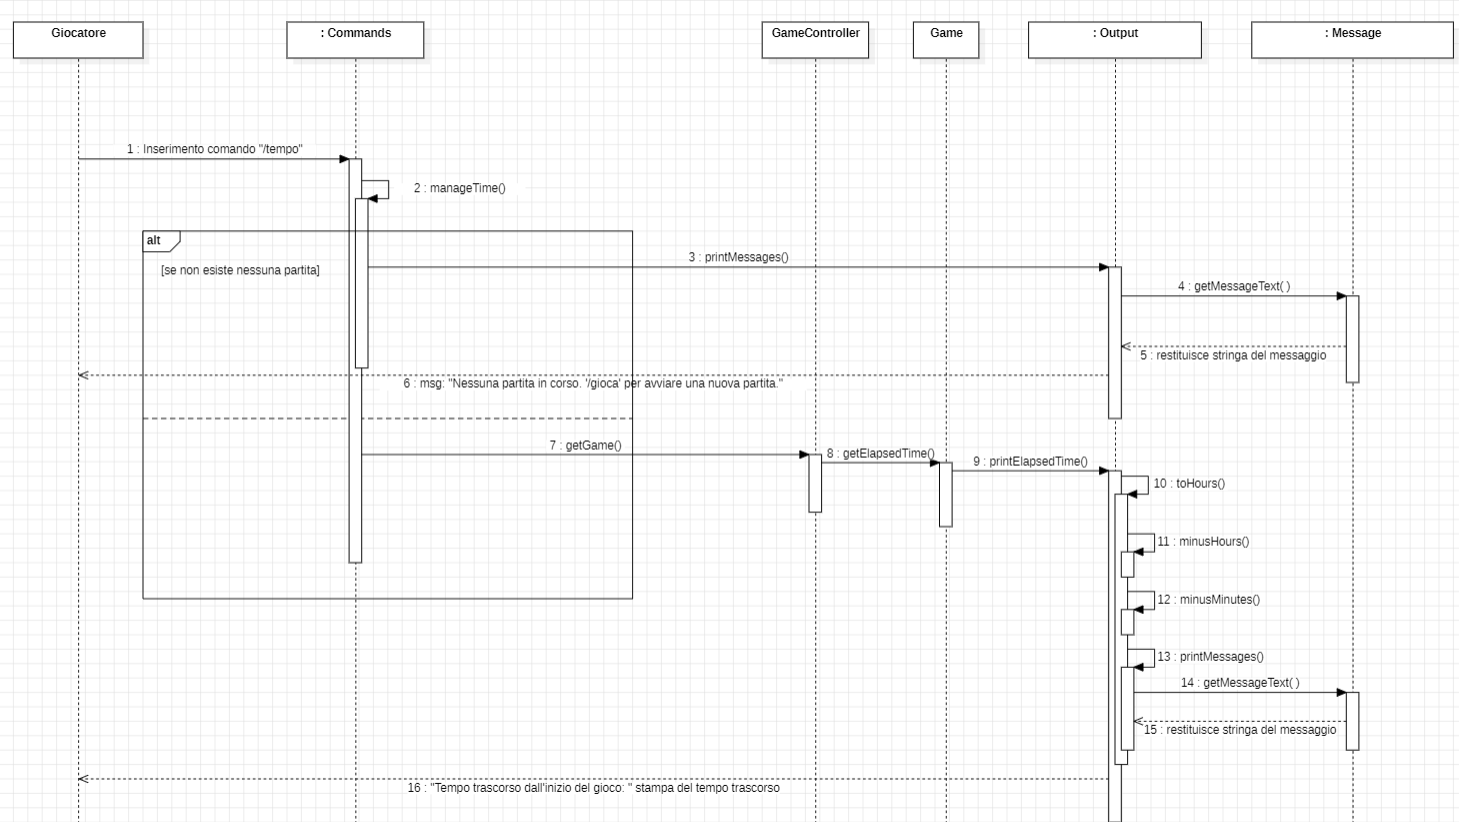 Giocatore
: Commands
GameController
Game
: Output
: Message
1 : Inserimento comando "/tempo"
2 : manageTime()
alt
[se non esiste nessuna partita]
3 : printMessages()
4 : getMessageText( )
5 : restituisce stringa del messaggio
6 : msg: "Nessuna partita in corso. '/gioca' per avviare una nuova partita."
7 : getGame()
8 : getElapsedTime()
9 : printElapsedTime()
10 : toHours()
11 : minusHours()
12 : minusMinutes()
13 : printMessages()
14 : getMessageText( )
15 : restituisce stringa del messaggio
16 : "Tempo trascorso dall'inizio del gioco: " stampa del tempo trascorso